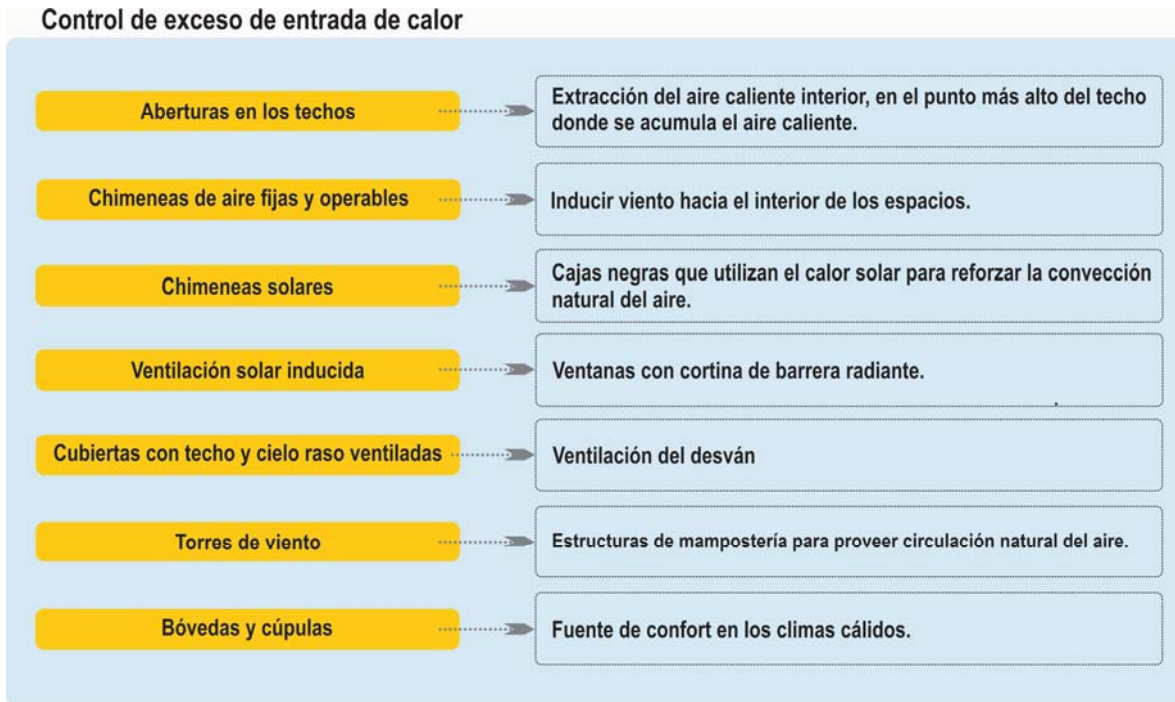 Control de exceso de entrada de calor
Aberturas en los techos
Extracción del aire caliente interior, en el punto más alto del techo
donde se acumula el aire caliente.
Chimeneas de aire fijas y operables
Inducir viento hacia el interior de los espacios.
Chimeneas solares
Cajas negras que utilizan el calor solar para reforzar la convección
natural del aire.
Ventilación solar inducida
Ventanas con cortina de barrera radiante.
Cubiertas con techo y cielo raso ventiladas
Ventilación del desván
Torres de viento
Estructuras de mampostería para proveer circulación natural del aire.
Bóvedas y cúpulas
Fuente de confort en los climas cálidos.